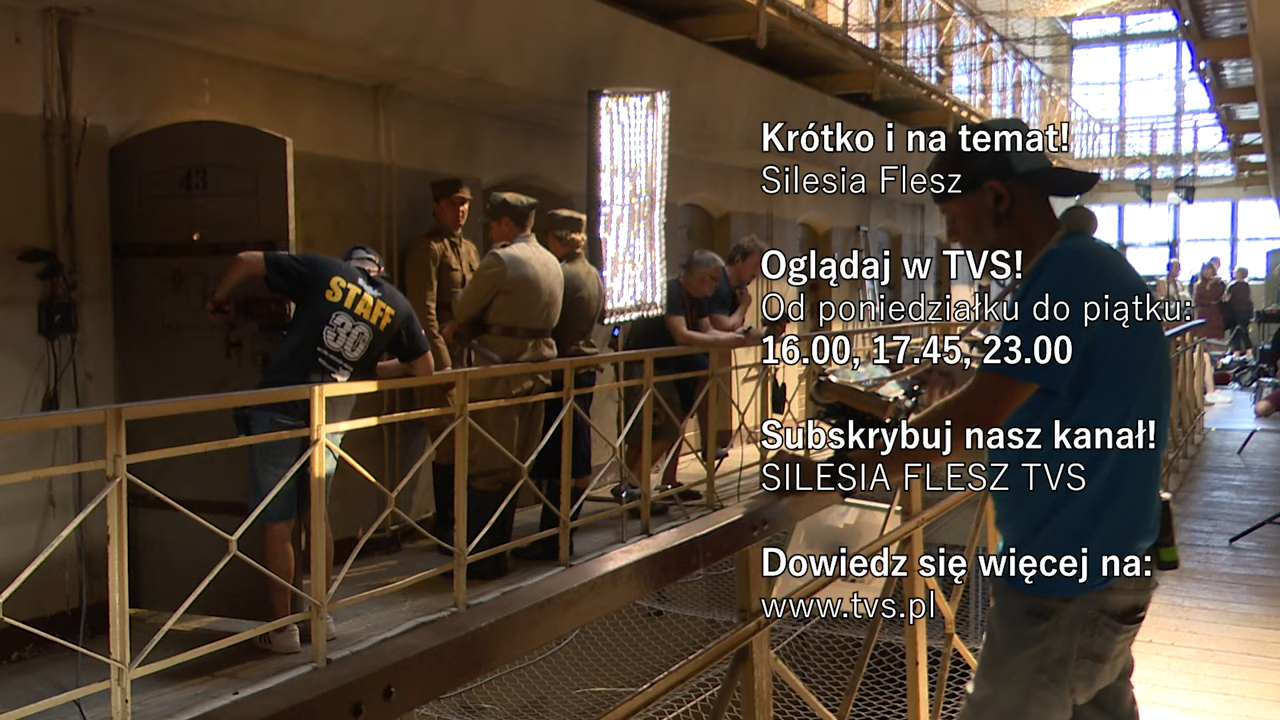 43
STAFF
30
Krótko i na temat!
Silesia Flesz
Oglądaj w TVS!
Od poniedziałku do piątku:
16.00, 17.45, 23.00
Subskrybuj nasz kanał!
SILESIA FLESZ TVS
Dowiedz się więcej na:
www.tvs.pl